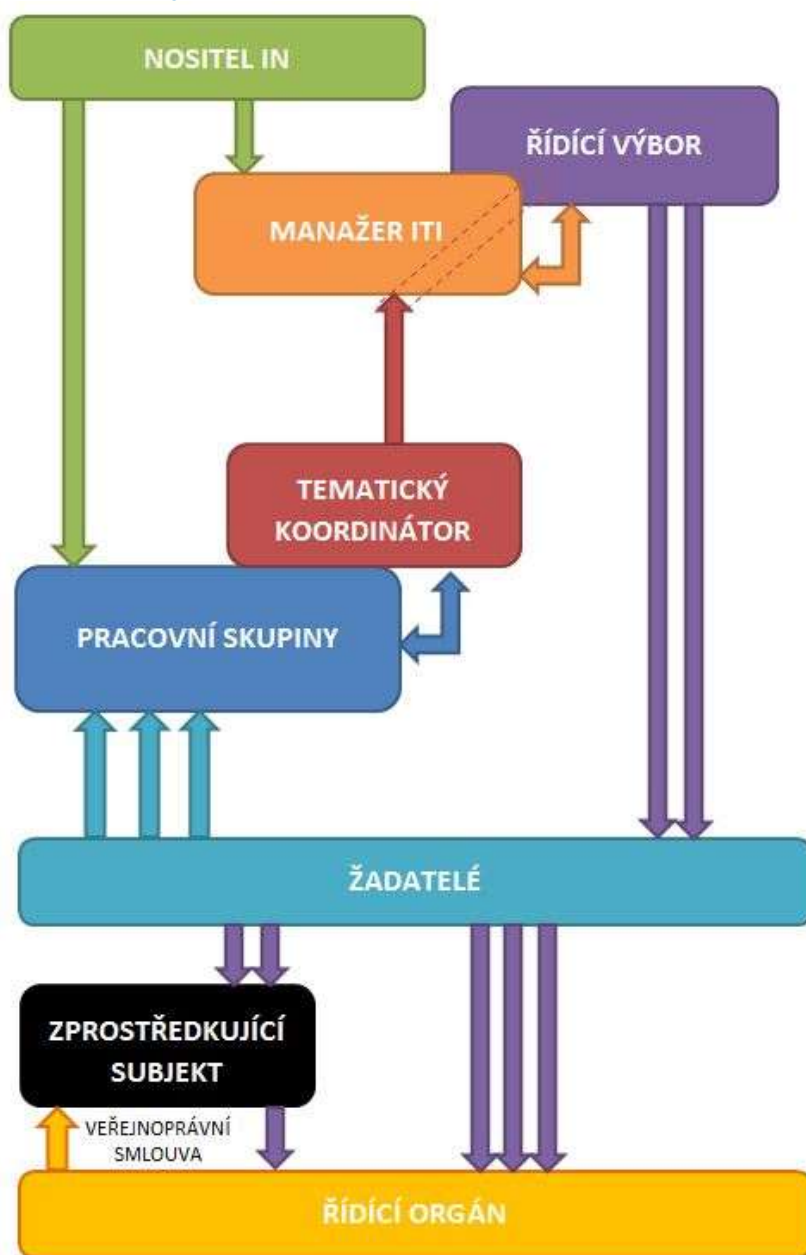 NOSITEL IN
ŘÍDÍCÍ VÝBOR
MANAŽER ITI
TEMATICKÝ
KOORDINÁTOR
PRACOVNÍ SKUPINY
ŽADATELÉ
ZPROSTŘEDKUJÍCÍ
SUBJEKT
VEŘEJNOPRÁVNÍ
SMLOUVA
ŘÍDÍCÍ ORGÁN